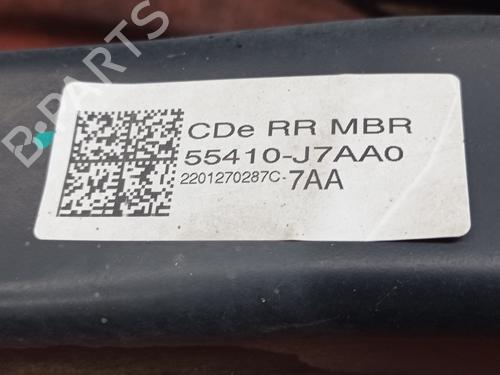 B-PARTS
CDe RR MBR
55410-J7AA0
2201270287C-7AA